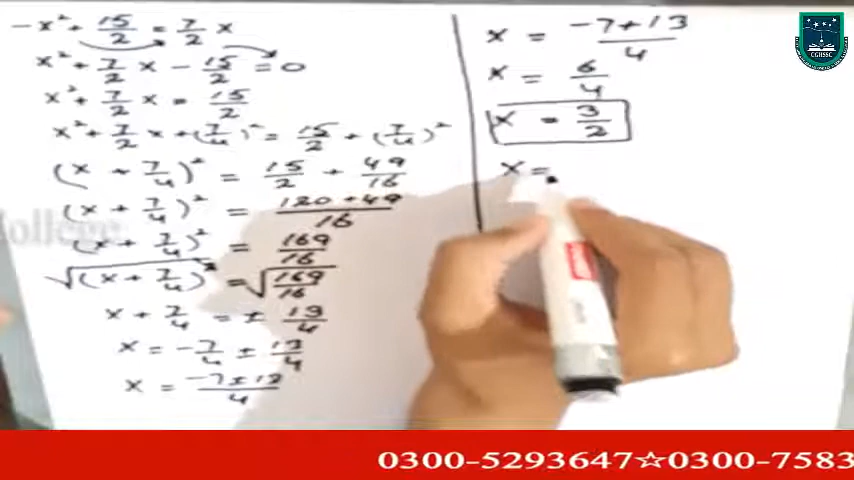 -x² + 15/2 = 7/2 x
x² + 7/2 x - 15/2 = 0
x² + 7/2 x = 15/2
x² + 7/2 x + (7/4)² = 15/2 + (7/4)²
(x + 7/4)² = 15/2 + 49/16
(x + 7/4)² = 120 + 49/16
(x + 7/4)² = 169/16
√(x + 7/4)² = √169/16
x + 7/4 = ± 13/4
x = -7/4 ± 13/4
x = -7 ± 13/4
x = -7 + 13/4
x = 6/4
x = 3/2
x =
College
CGHSSC
0300-5293647☆0300-7583